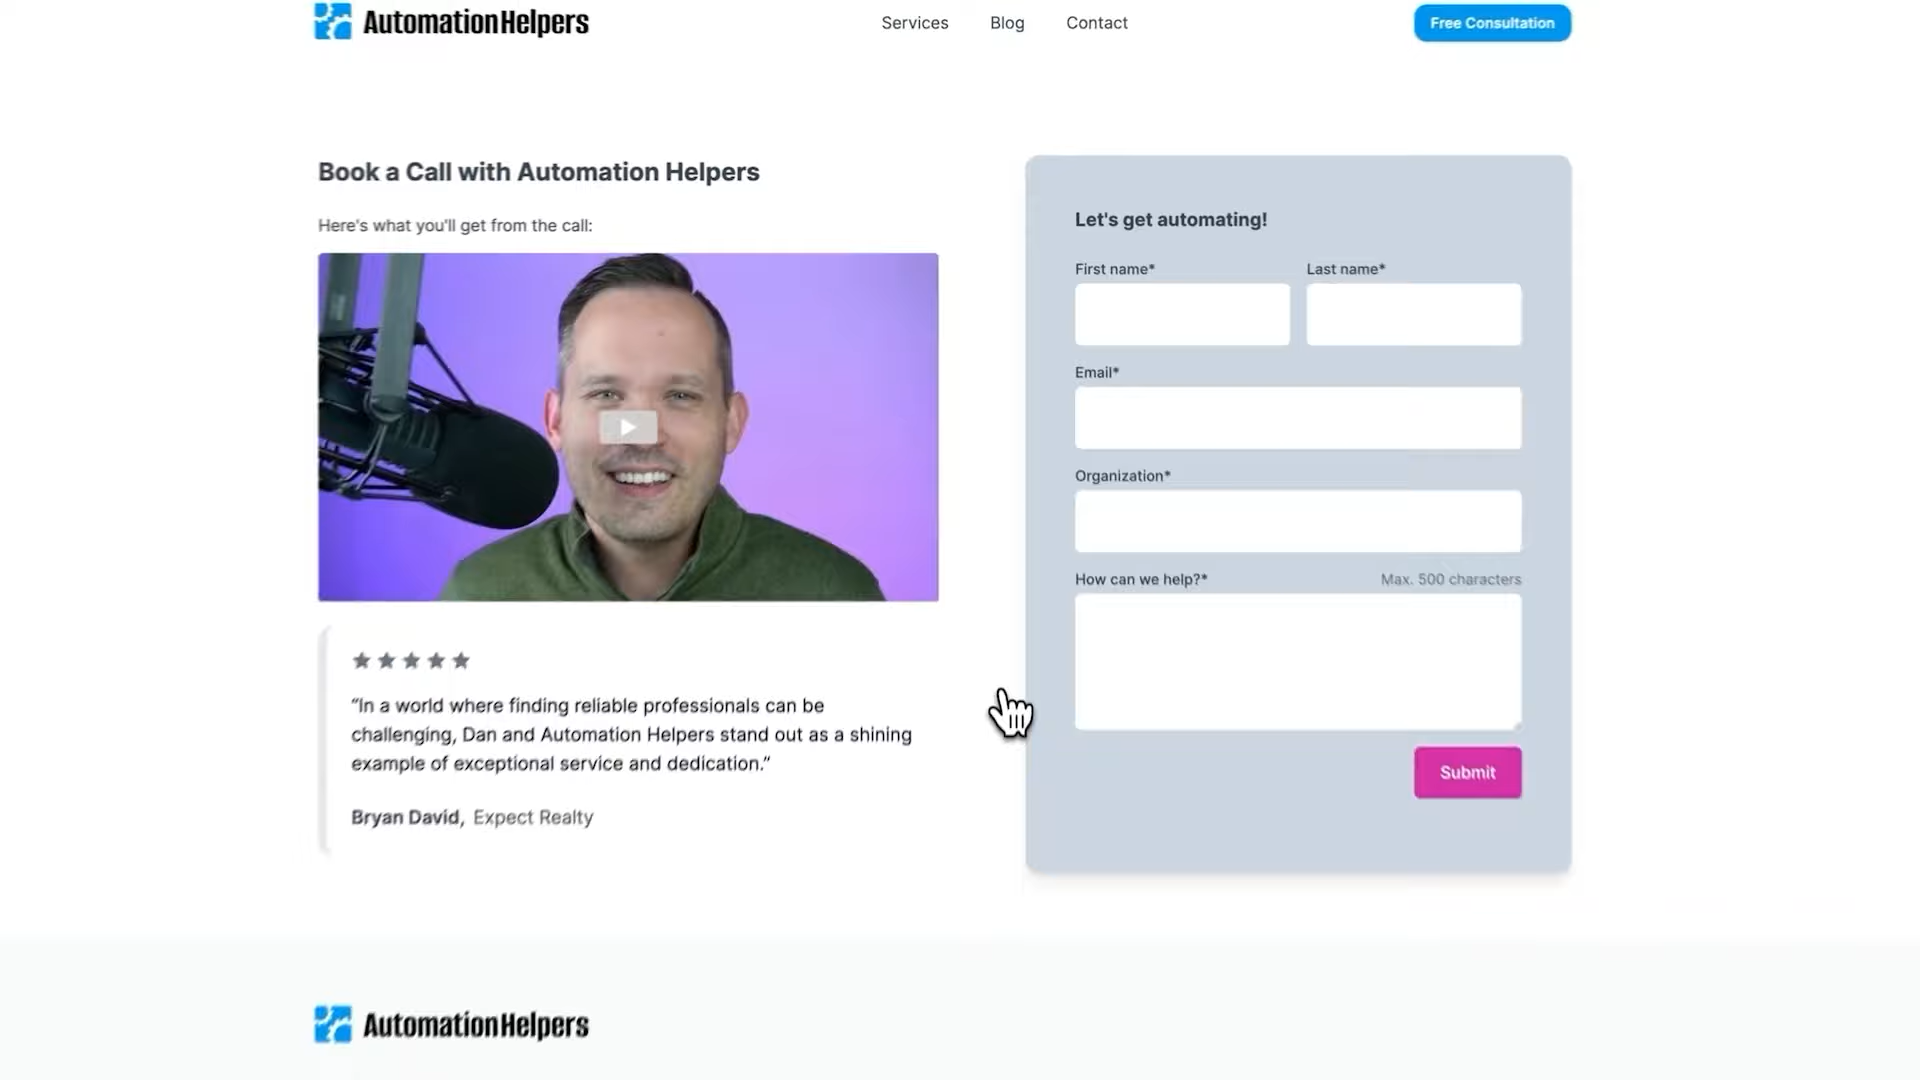 AutomationHelpers
Services
Blog
Contact
Free Consultation
Book a Call with Automation Helpers
Here's what you'll get from the call:
“In a world where finding reliable professionals can be
challenging, Dan and Automation Helpers stand out as a shining
example of exceptional service and dedication.”
Bryan David, Expect Realty
Let's get automating!
First name*
Last name*
Email*
Organization*
How can we help?*
Max. 500 characters
Submit
AutomationHelpers